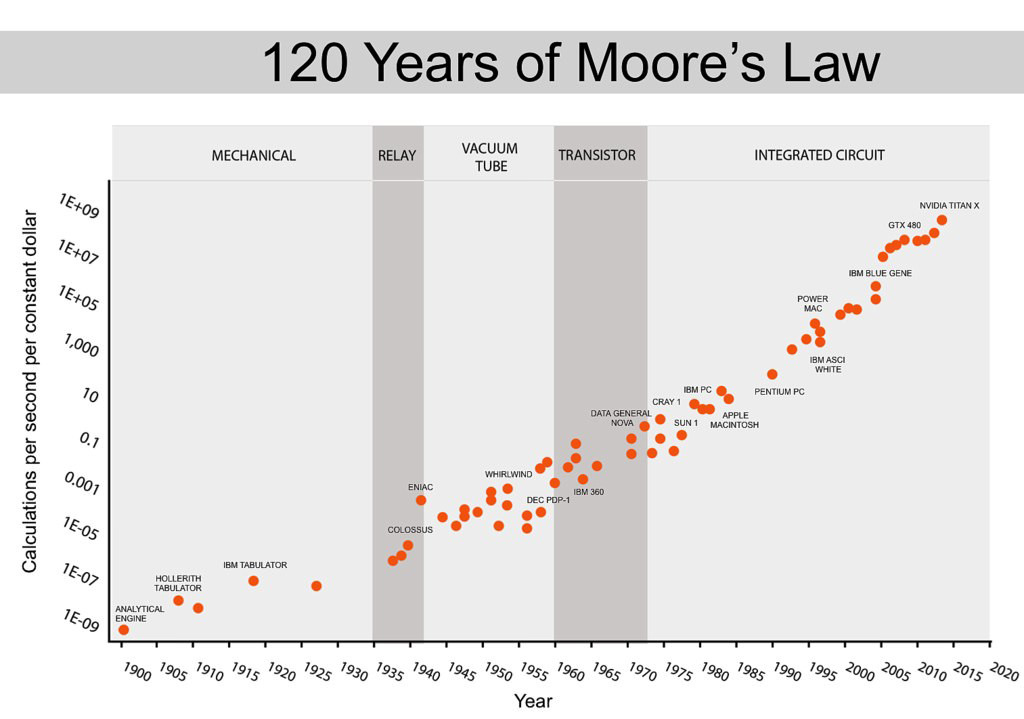 120 Years of Moore's Law
MECHANICAL
RELAY
VACUUM
TUBE
TRANSISTOR
INTEGRATED CIRCUIT
Calculations per second per constant dollar
1E+09
1E+07
1E+05
1,000
10
0.1
0.001
1E-05
1E-07
1E-09
NVIDIA TITAN X
GTX 480
IBM BLUE GENE
POWER
MAC
IBM ASCI
WHITE
PENTIUM PC
IBM PC
CRAY 1
APPLE
MACINTOSH
DATA GENERAL
NOVA
SUN 1
WHIRLWIND
IBM 360
ENIAC
DEC PDP-1
COLOSSUS
IBM TABULATOR
HOLLERITH
TABULATOR
ANALYTICAL
ENGINE
1900 1905 1910 1915 1920 1925 1930 1935 1940 1945 1950 1955 1960 1965 1970 1975 1980 1985 1990 1995 2000 2005 2010 2015 2020
Year